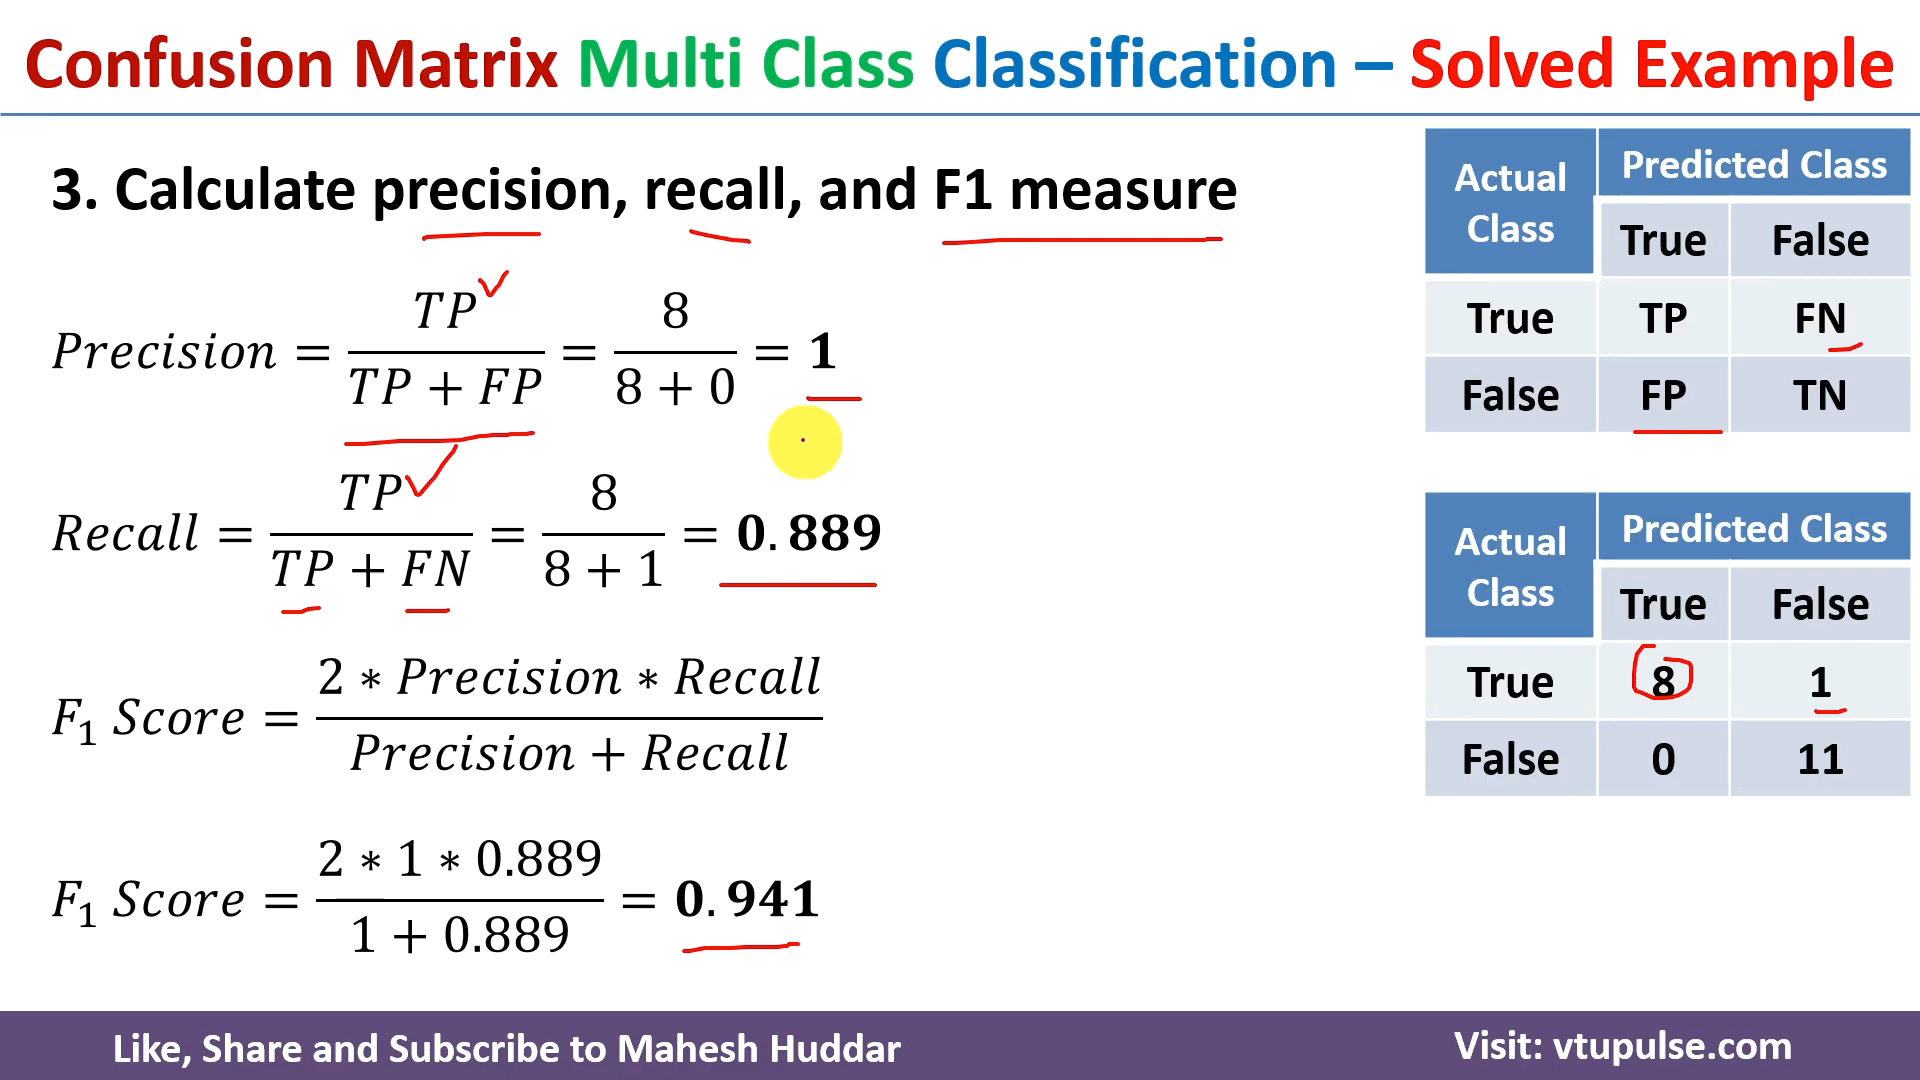 Confusion Matrix Multi Class Classification – Solved Example
3. Calculate precision, recall, and F1 measure
Precision = TP / (TP + FP) = 8 / (8 + 0) = 1
Recall = TP / (TP + FN) = 8 / (8 + 1) = 0.889
F₁ Score = (2 * Precision * Recall) / (Precision + Recall)
F₁ Score = (2 * 1 * 0.889) / (1 + 0.889) = 0.941
Actual Class Predicted Class
True False
True TP FN
False FP TN
Actual Class Predicted Class
True False
True 8 1
False 0 11
Like, Share and Subscribe to Mahesh Huddar
Visit: vtupulse.com